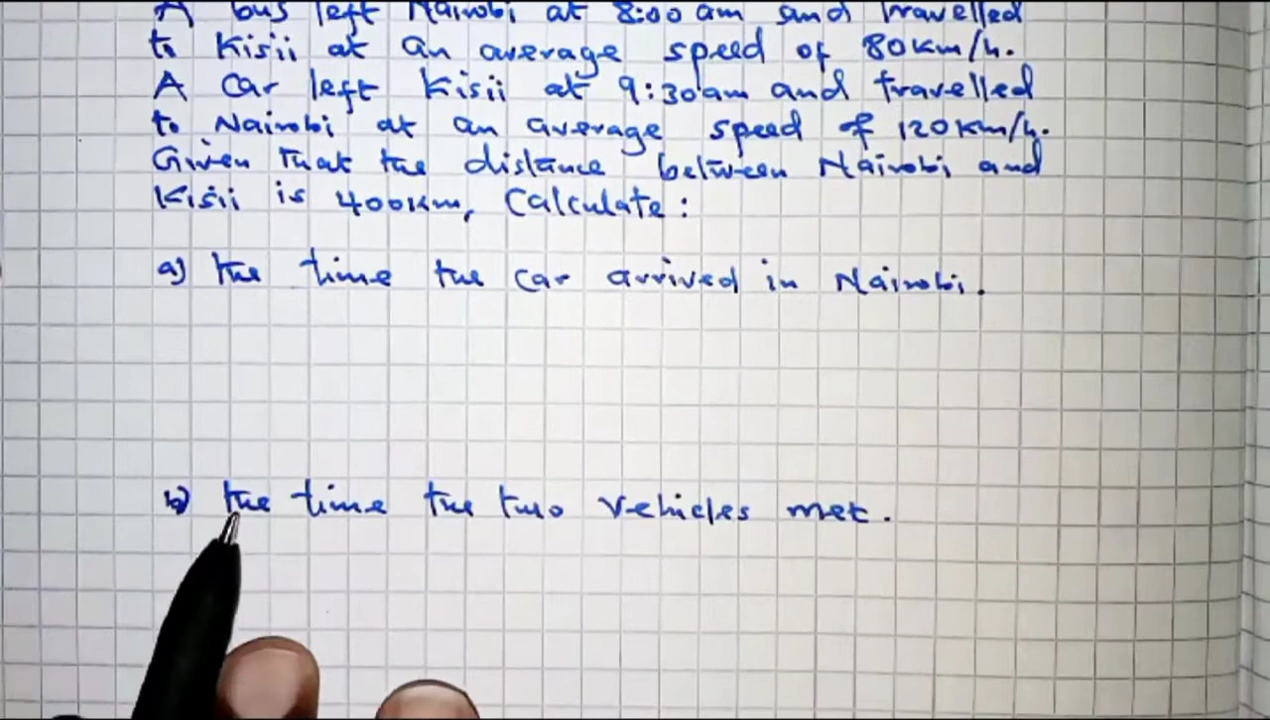 A bus left Nairobi at 8:00am and travelled
to Kisii at an average speed of 80km/h.
A Car left Kisii at 9:30am and travelled
to Nairobi at an average speed of 120km/h.
Given that the distance between Nairobi and
Kisii is 400km, Calculate:
a) the time the car arrived in Nairobi.
b) the time the two vehicles met.